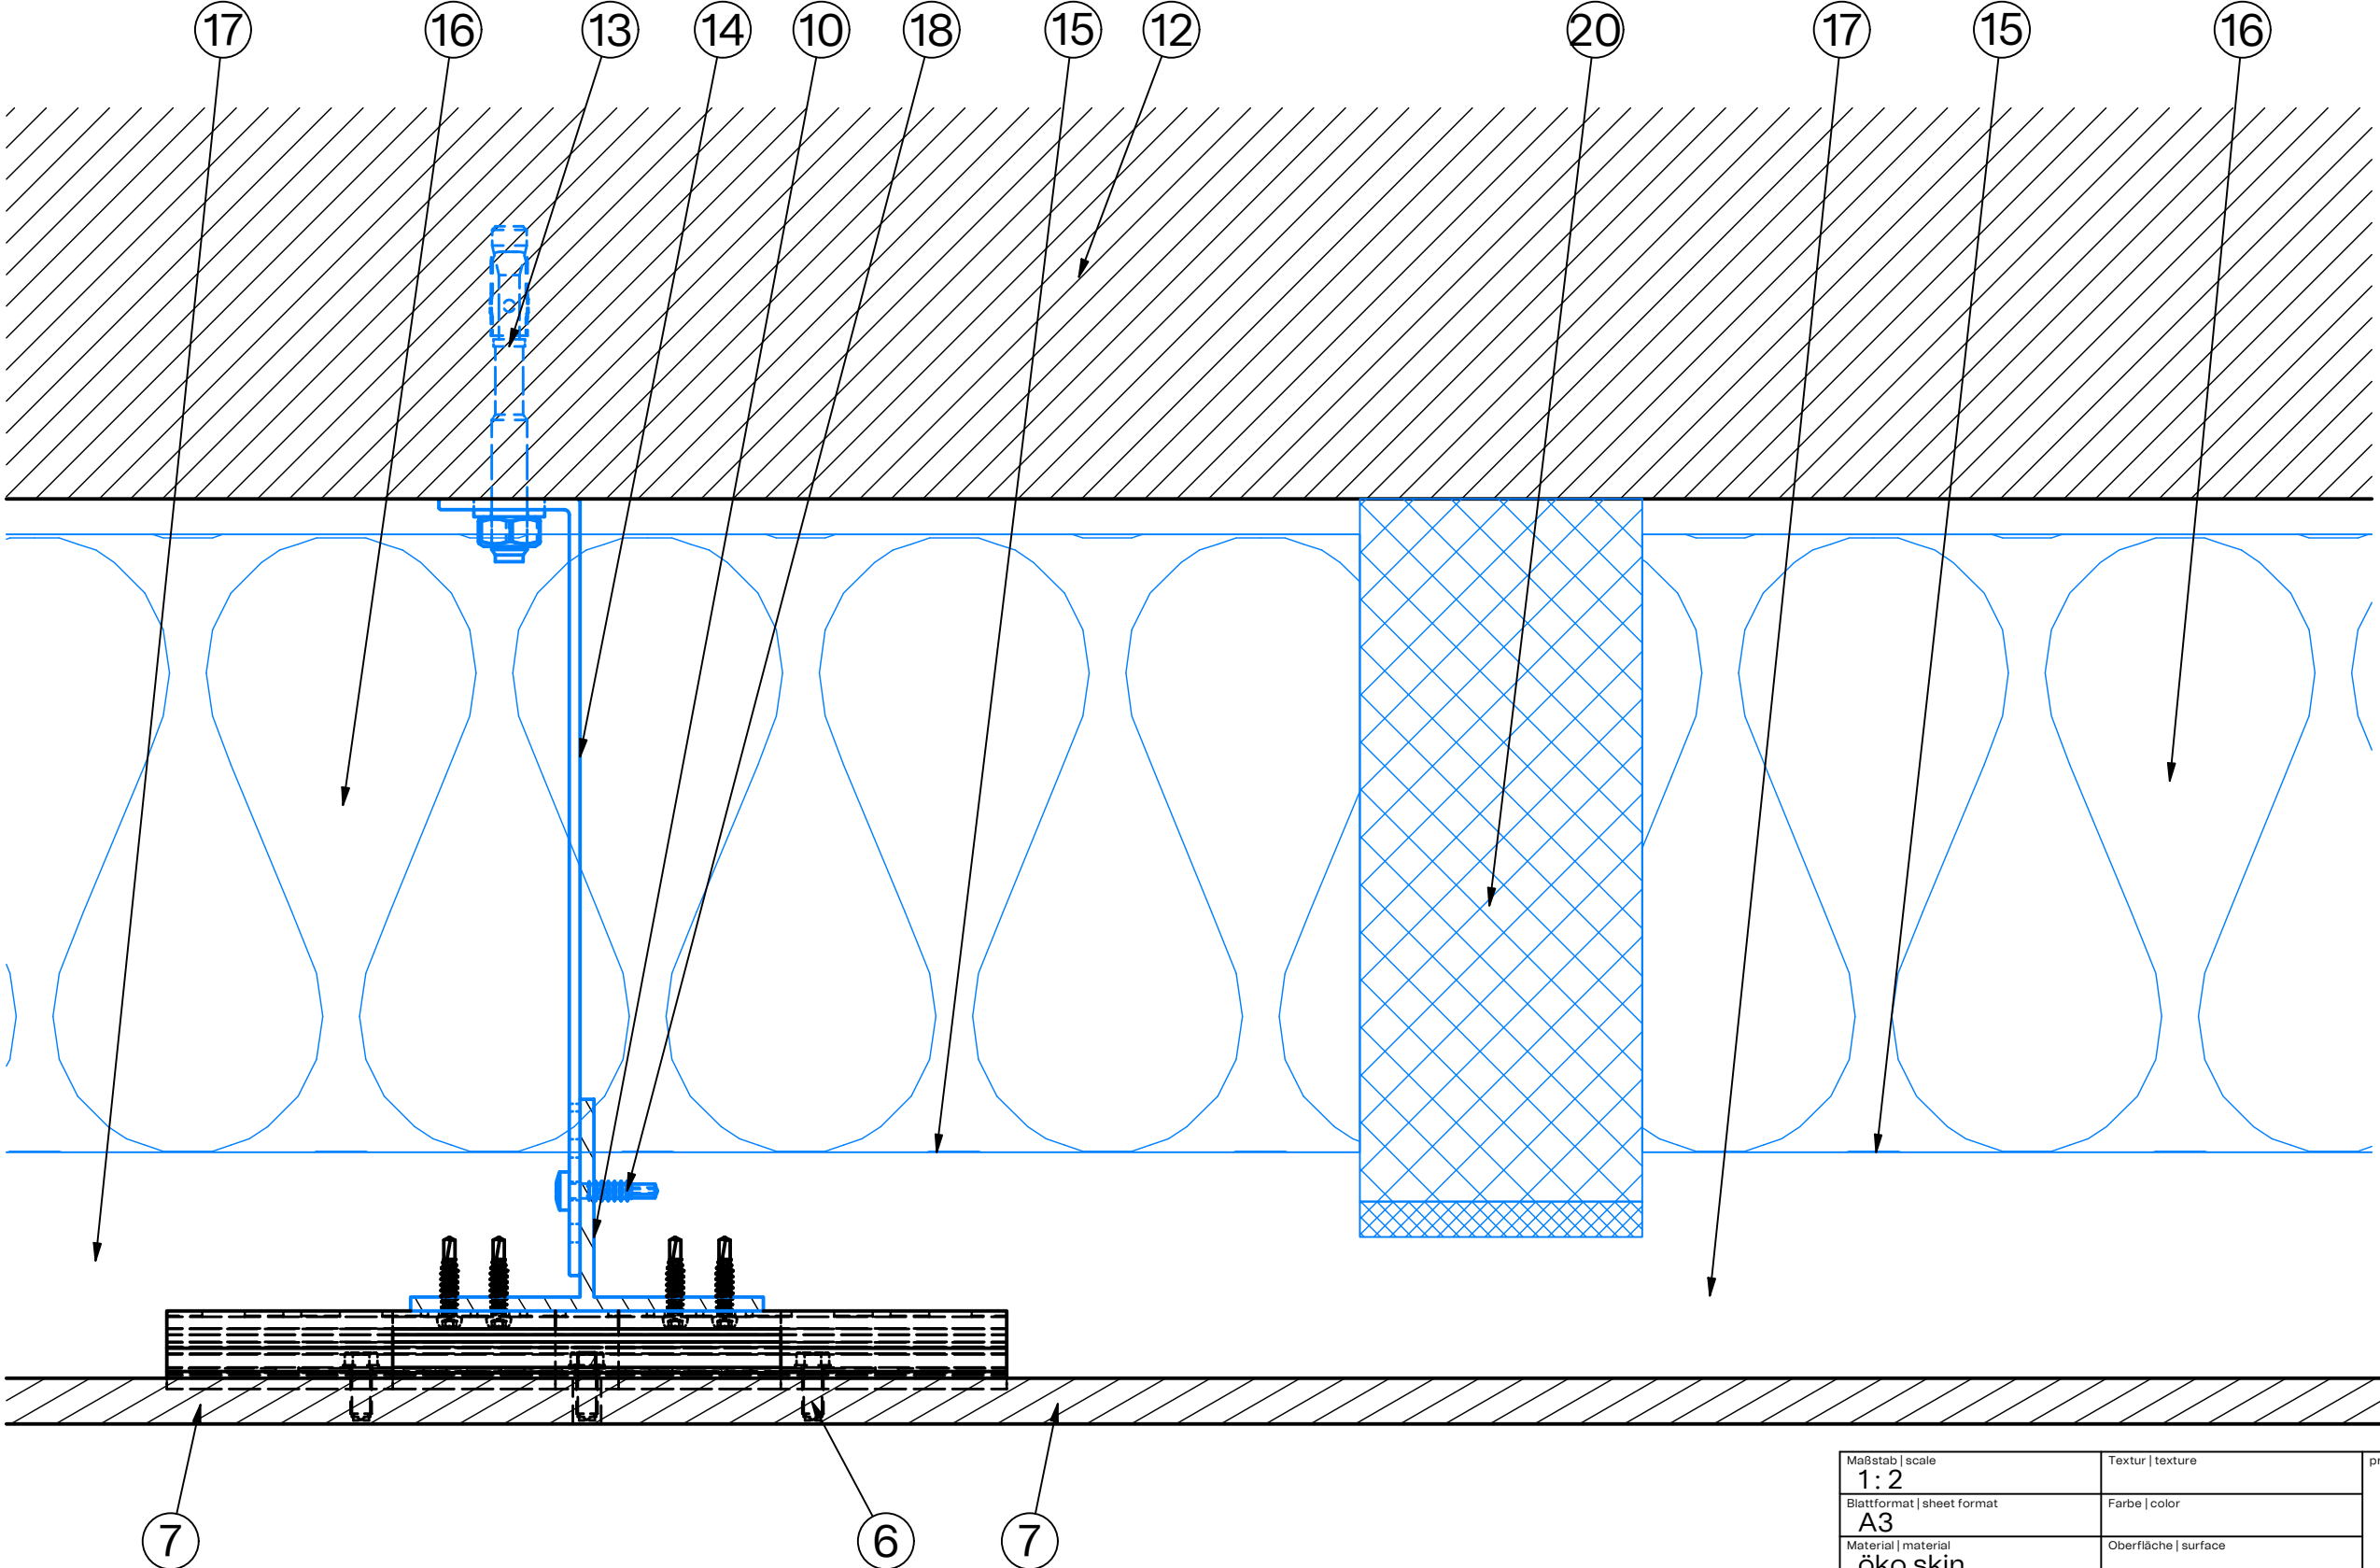 17 16 13 14 10 18 15 12 20 17 15 16
7 6 7
Maßstab | scale Textur | texture
1 : 2
Blattformat | sheet format Farbe | color
A3
Material | material Oberfläche | surface
öko skin